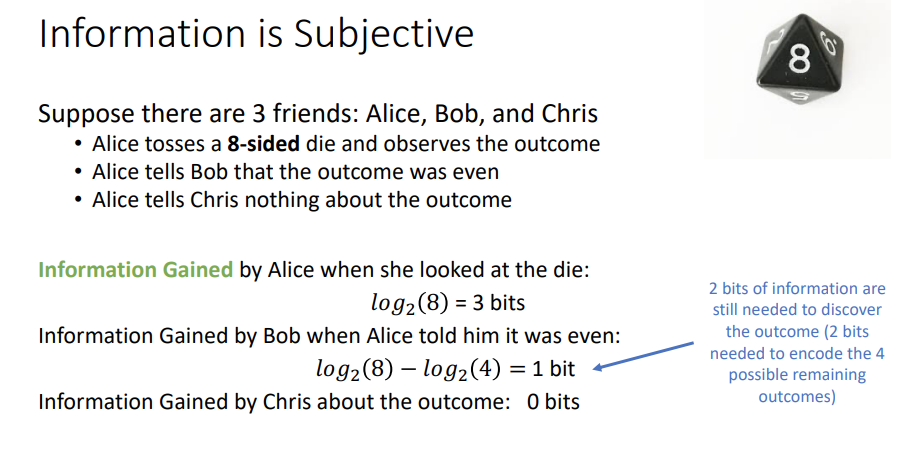 Information is Subjective
8
Suppose there are 3 friends: Alice, Bob, and Chris
• Alice tosses a 8-sided die and observes the outcome
• Alice tells Bob that the outcome was even
• Alice tells Chris nothing about the outcome
Information Gained by Alice when she looked at the die:
log₂(8) = 3 bits
Information Gained by Bob when Alice told him it was even:
log₂(8) − log₂(4) = 1 bit
Information Gained by Chris about the outcome: 0 bits
2 bits of information are
still needed to discover
the outcome (2 bits
needed to encode the 4
possible remaining
outcomes)